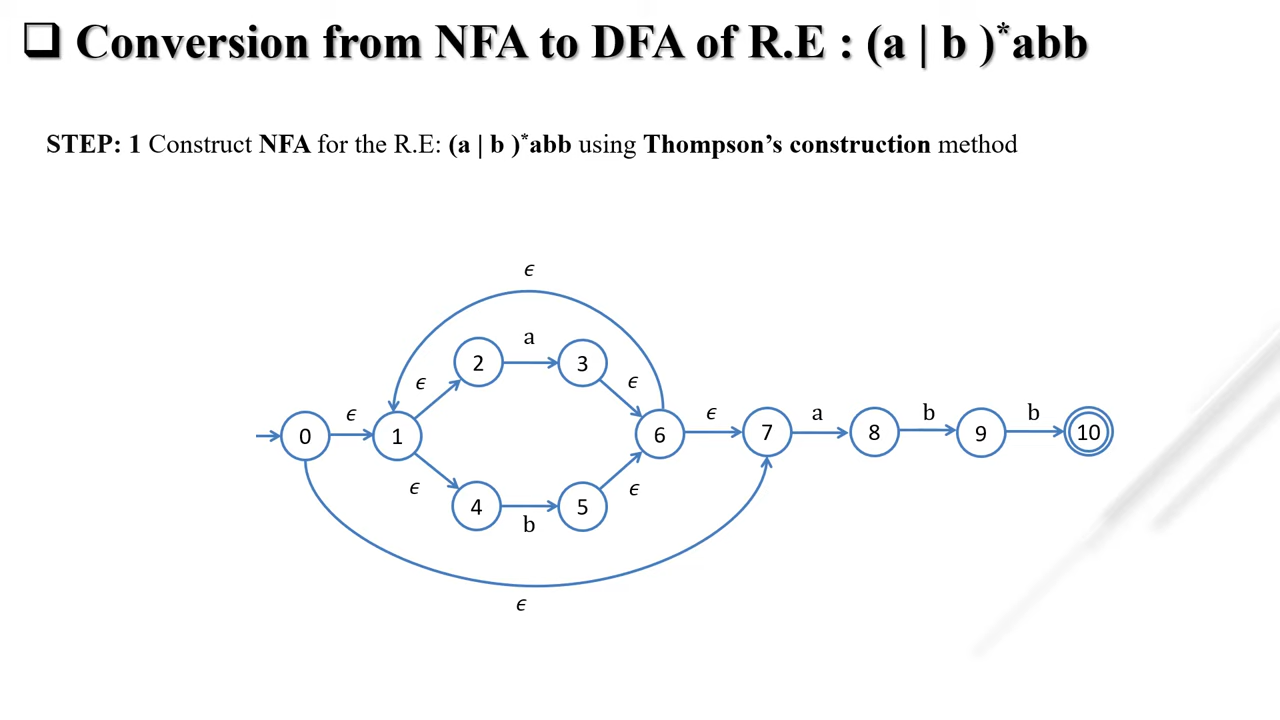 ❑ Conversion from NFA to DFA of R.E : (a | b )*abb
STEP: 1 Construct NFA for the R.E: (a | b )*abb using Thompson’s construction method
ϵ
a
2 3
ϵ ϵ
ϵ ϵ a b b
0 1 6 7 8 9 10
ϵ ϵ
4 5
b
ϵ